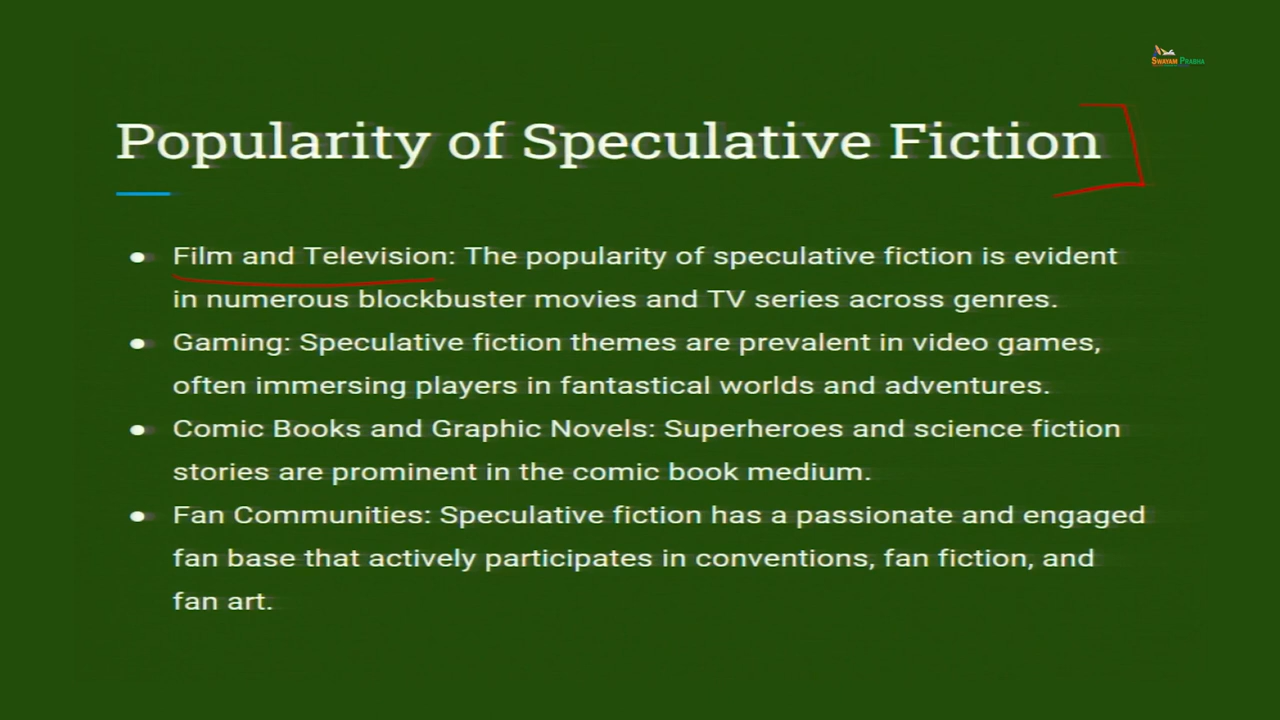 SWAYAM PRABHA
Popularity of Speculative Fiction
● Film and Television: The popularity of speculative fiction is evident
in numerous blockbuster movies and TV series across genres.
● Gaming: Speculative fiction themes are prevalent in video games,
often immersing players in fantastical worlds and adventures.
● Comic Books and Graphic Novels: Superheroes and science fiction
stories are prominent in the comic book medium.
● Fan Communities: Speculative fiction has a passionate and engaged
fan base that actively participates in conventions, fan fiction, and
fan art.